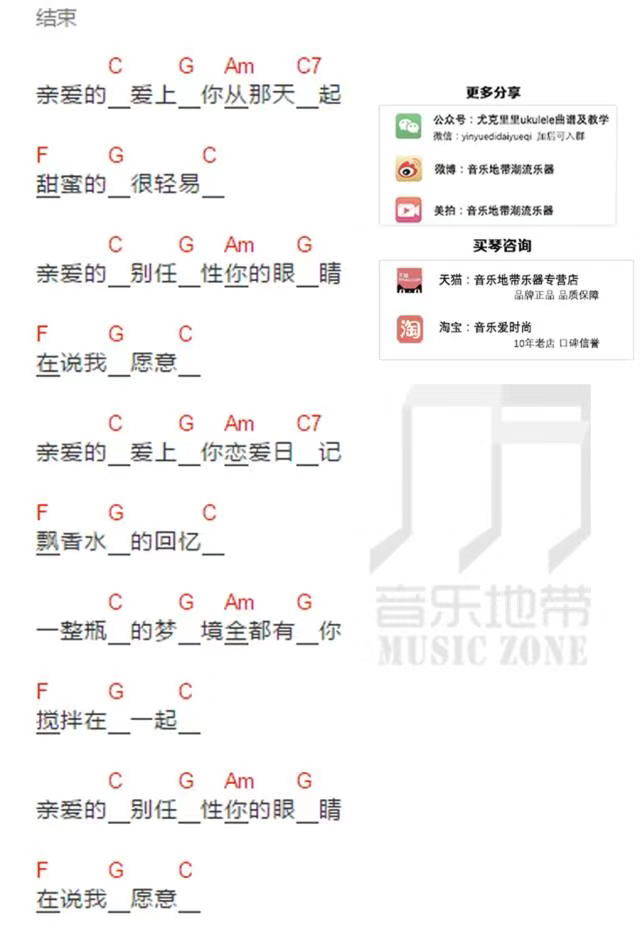 结束
C G Am C7
亲爱的__爱上__你从那天__起
F G C
甜蜜的__很轻易__
C G Am G
亲爱的__别任__性你的眼__睛
F G C
在说我__愿意__
C G Am C7
亲爱的__爱上__你恋爱日__记
F G C
飘香水__的回忆__
C G Am G
一整瓶__的梦__境全都有__你
F G C
搅拌在__一起__
C G Am G
亲爱的__别任__性你的眼__睛
F G C
在说我__愿意__
更多分享
公众号：尤克里里ukulele曲谱及教学
微信：yinyuedidaiyueqi 加后可入群
微博：音乐地带潮流乐器
美拍：音乐地带潮流乐器
买琴咨询
天猫：音乐地带乐器专营店
品牌正品 品质保障
淘
淘宝：音乐爱时尚
10年老店 口碑信誉
音乐地带
MUSIC ZONE